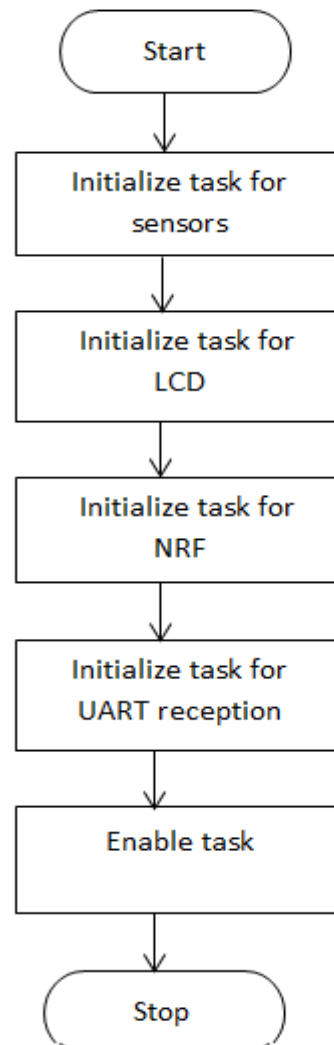 Start
Initialize task for
sensors
Initialize task for
LCD
Initialize task for
NRF
Initialize task for
UART reception
Enable task
Stop